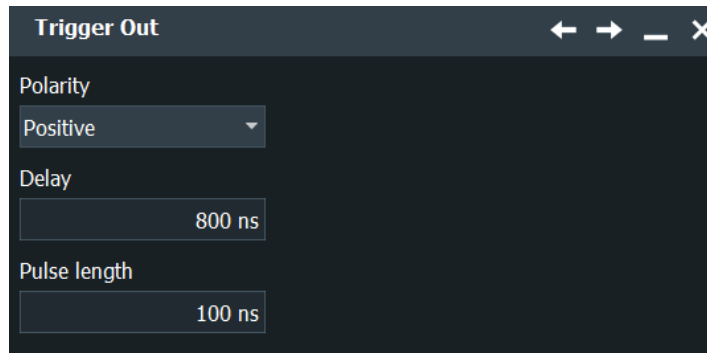 Trigger Out
Polarity
Positive
Delay
800 ns
Pulse length
100 ns